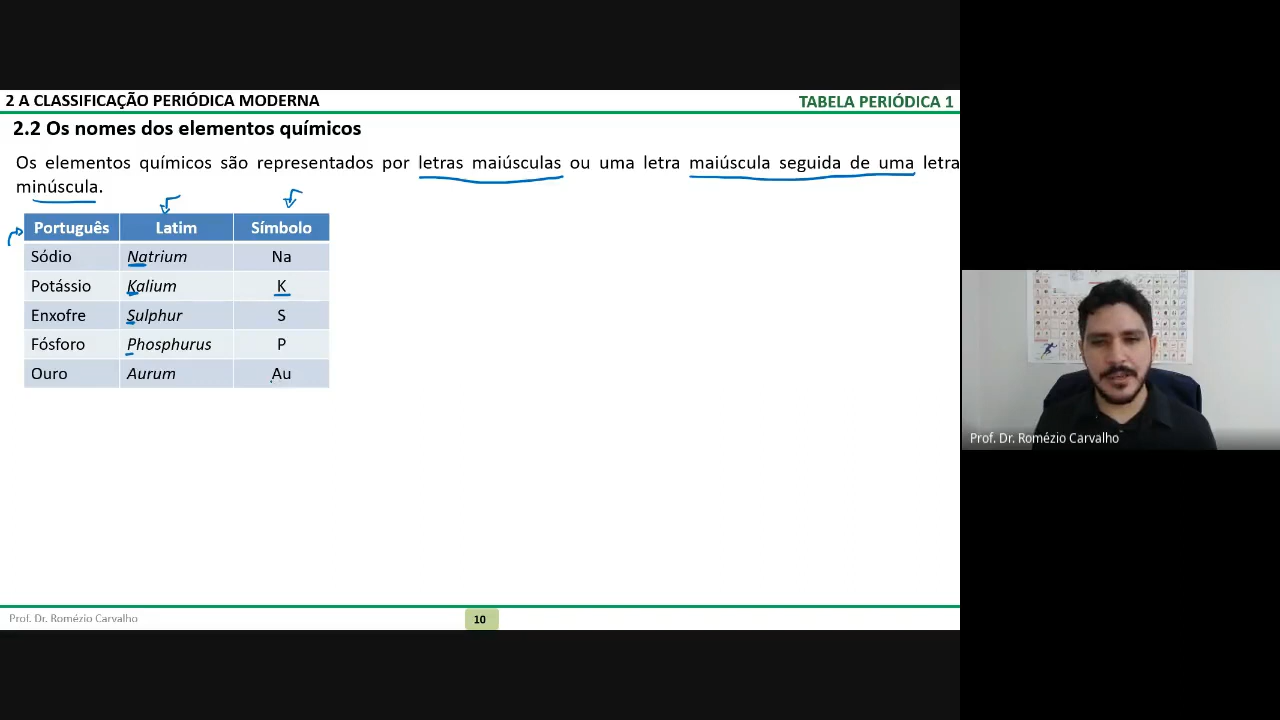 2 A CLASSIFICAÇÃO PERIÓDICA MODERNA
TABELA PERIÓDICA 1
2.2 Os nomes dos elementos químicos
Os elementos químicos são representados por letras maiúsculas ou uma letra maiúscula seguida de uma letra
minúscula.
Português Latim Símbolo
Sódio Natrium Na
Potássio Kalium K
Enxofre Sulphur S
Fósforo Phosphurus P
Ouro Aurum Au
Prof. Dr. Romézio Carvalho
Prof. Dr. Romézio Carvalho
10